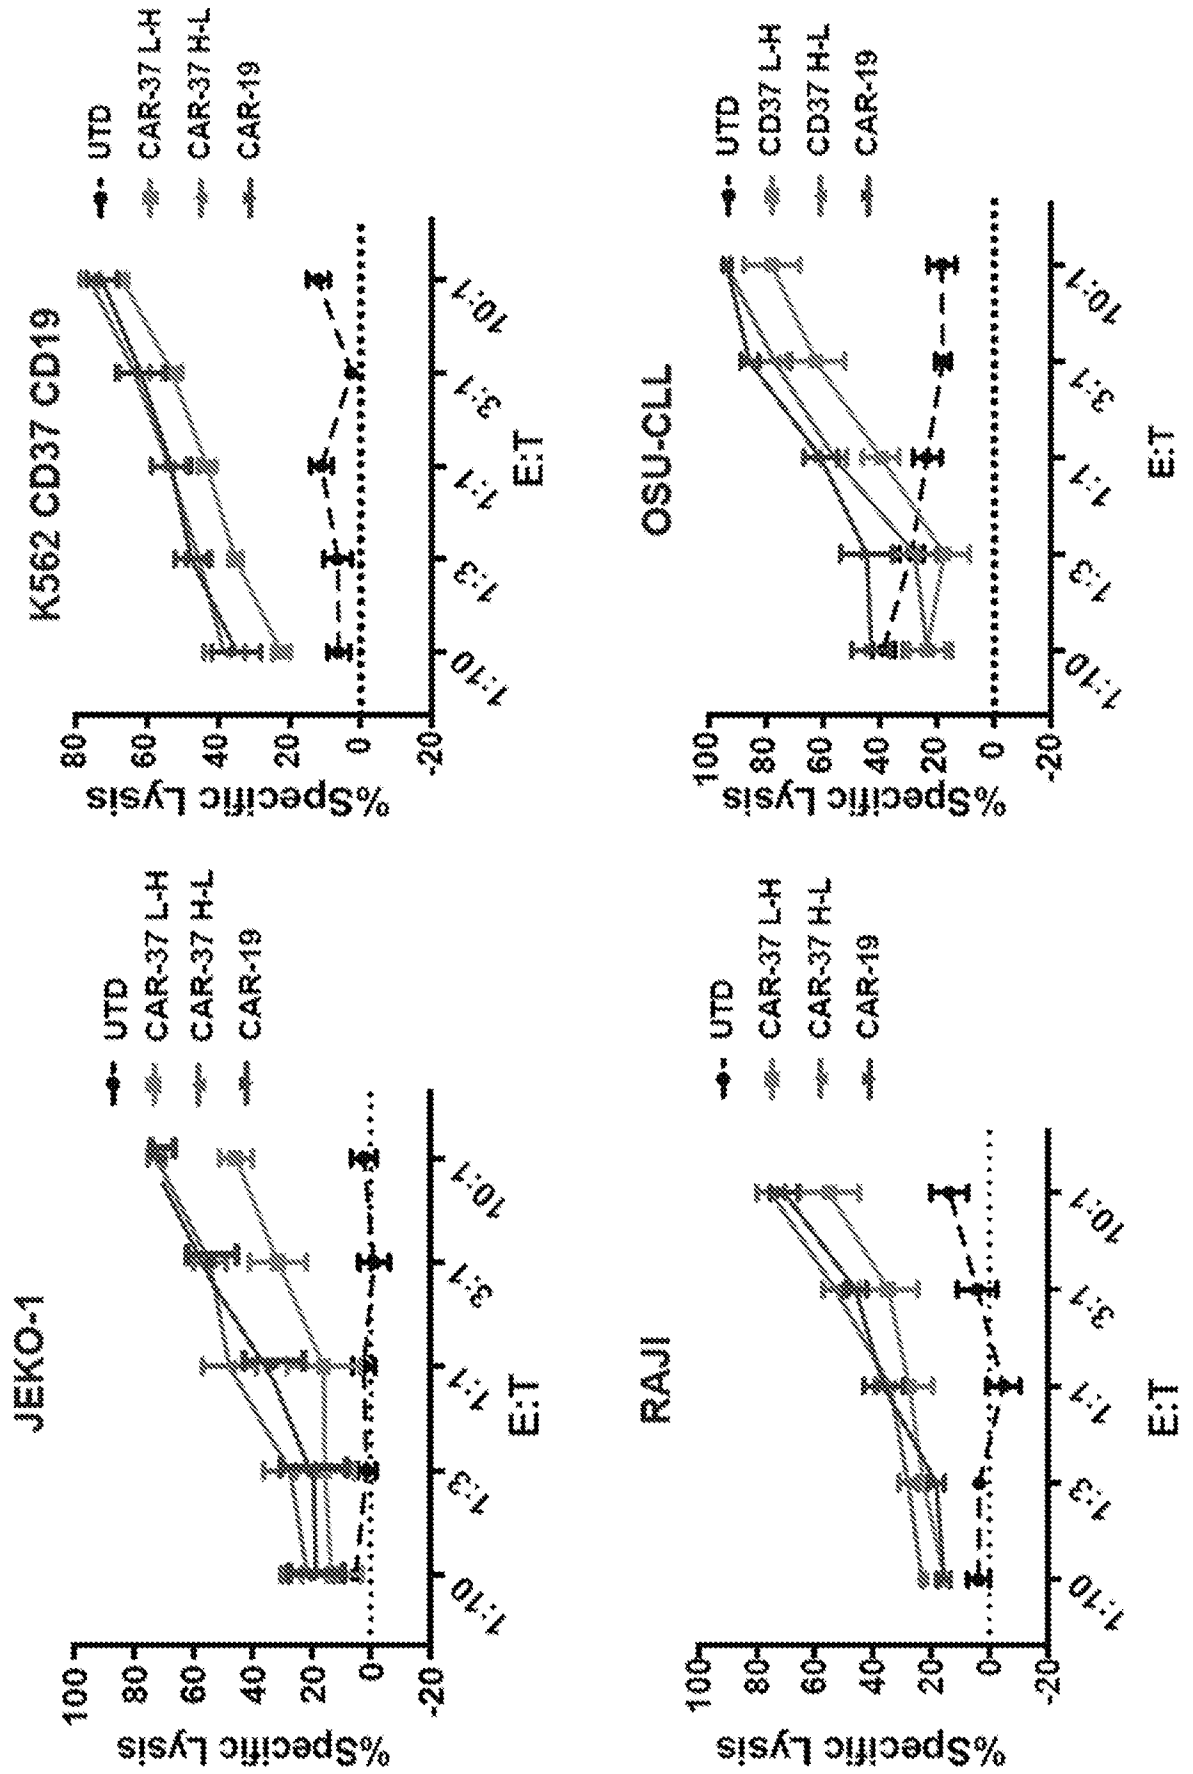 JEKO-1
%Specific Lysis
100
80
60
40
20
0
-20
1:10
1:3
1:1
3:1
10:1
E:T
UTD
CAR-37 L-H
CAR-37 H-L
CAR-19
K562 CD37 CD19
%Specific Lysis
80
60
40
20
0
-20
1:10
1:3
1:1
3:1
10:1
E:T
UTD
CAR-37 L-H
CAR-37 H-L
CAR-19
RAJI
%Specific Lysis
100
80
60
40
20
0
-20
1:10
1:3
1:1
3:1
10:1
E:T
UTD
CAR-37 L-H
CAR-37 H-L
CAR-19
OSU-CLL
%Specific Lysis
100
80
60
40
20
0
-20
1:10
1:3
1:1
3:1
10:1
E:T
UTD
CD37 L-H
CD37 H-L
CAR-19